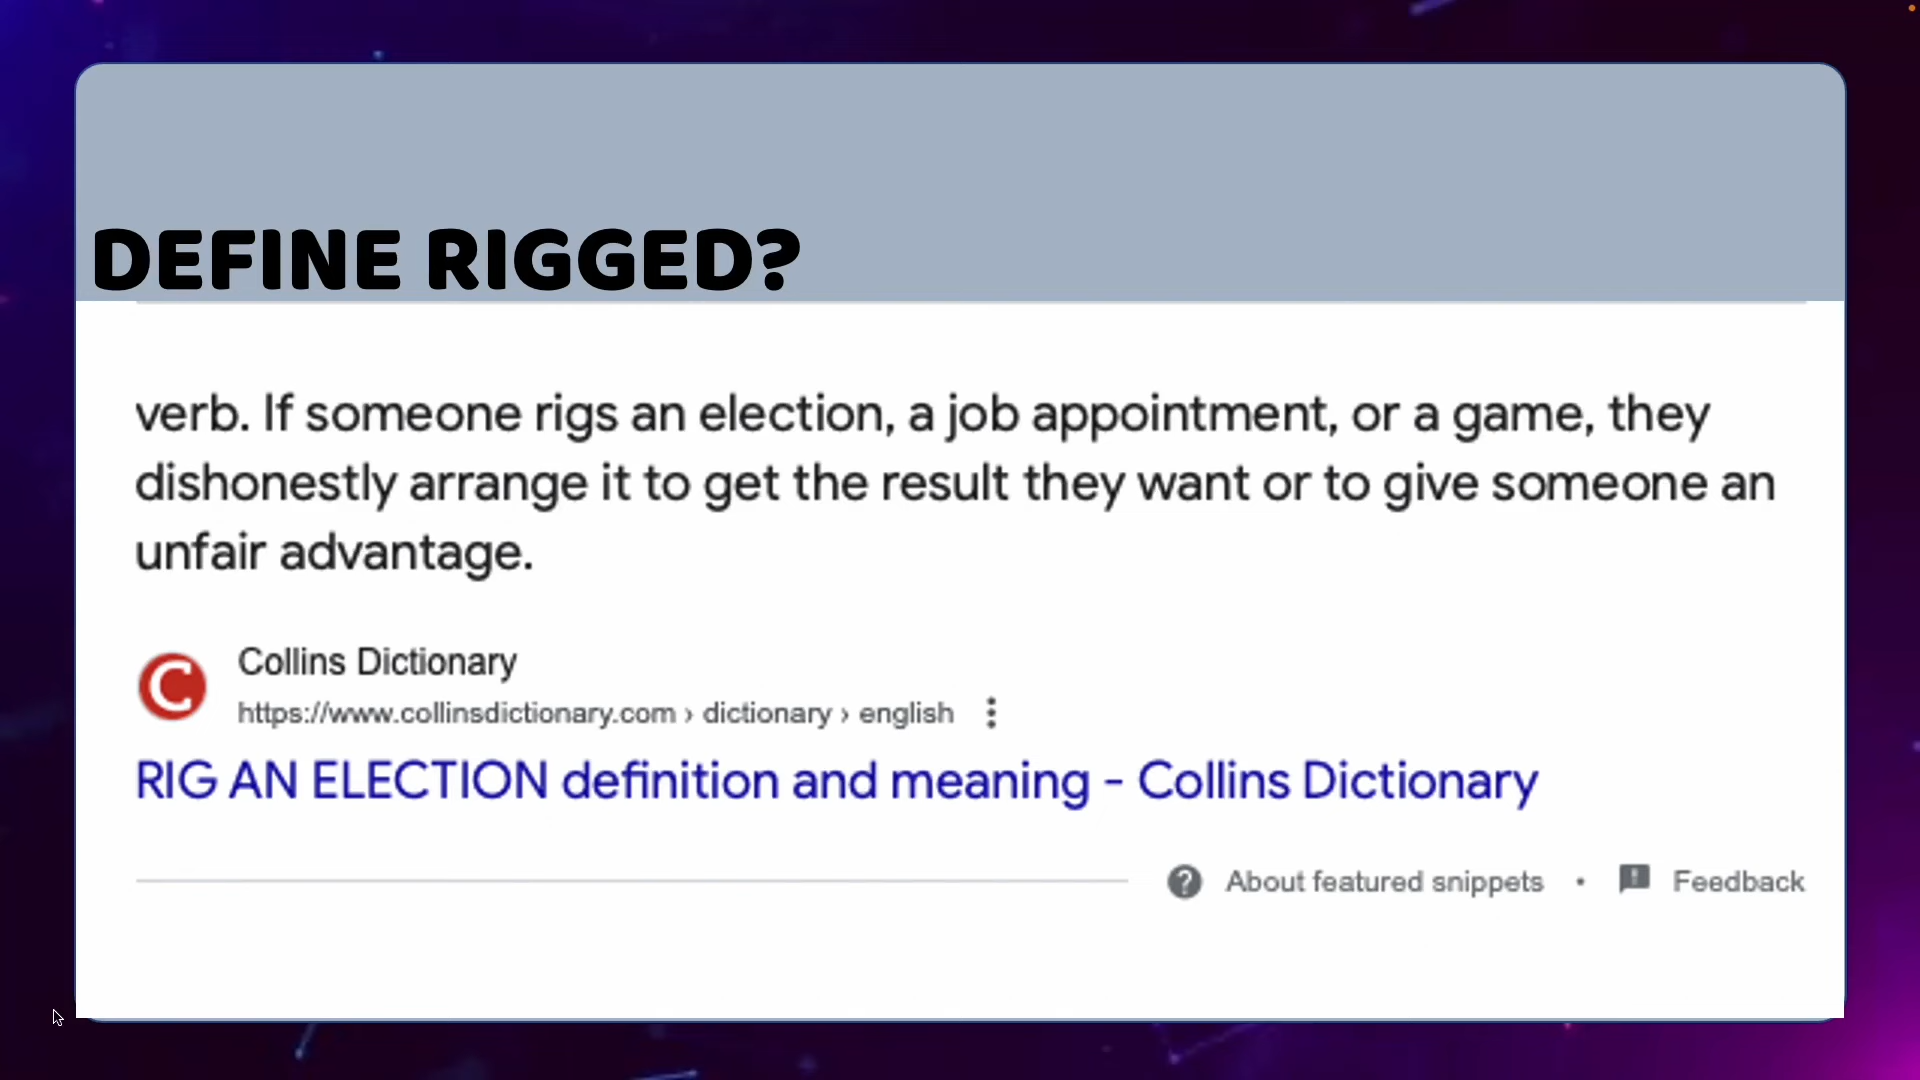 DEFINE RIGGED?
verb. If someone rigs an election, a job appointment, or a game, they
dishonestly arrange it to get the result they want or to give someone an
unfair advantage.
C
Collins Dictionary
https://www.collinsdictionary.com › dictionary › english
RIG AN ELECTION definition and meaning - Collins Dictionary
? About featured snippets • ! Feedback